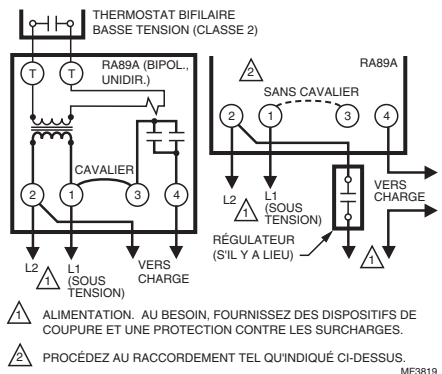 THERMOSTAT BIFILAIRE
BASSE TENSION (CLASSE 2)
T
T
RA89A (BIPOL.,
UNIDIR.)
CAVALIER
2
1
3
4
L2
1
L1
(SOUS
TENSION)
VERS
CHARGE
RA89A
2
SANS CAVALIER
2
1
3
4
L2
1
L1
(SOUS
TENSION)
VERS
CHARGE
RÉGULATEUR
(S'IL Y A LIEU)
1
1 ALIMENTATION. AU BESOIN, FOURNISSEZ DES DISPOSITIFS DE
COUPURE ET UNE PROTECTION CONTRE LES SURCHARGES.
2 PROCÉDEZ AU RACCORDEMENT TEL QU'INDIQUÉ CI-DESSUS.
MF3819